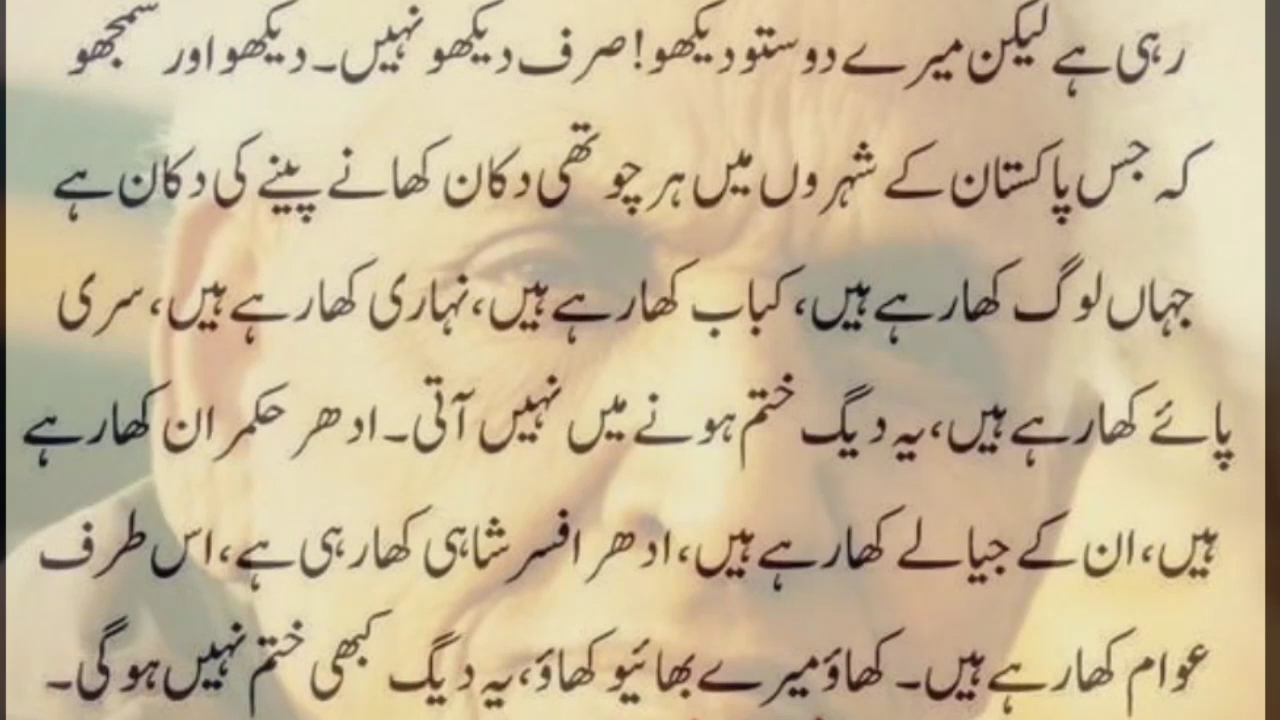 رہی ہے لیکن میرے دوستو دیکھو! صرف دیکھو نہیں۔ دیکھو اور سمجھو
کہ جس پاکستان کے شہروں میں ہر چوتھی دکان کھانے پینے کی دکان ہے
جہاں لوگ کھا رہے ہیں، کباب کھا رہے ہیں، نہاری کھا رہے ہیں، سری
پائے کھا رہے ہیں، یہ دیگ ختم ہونے میں نہیں آتی۔ ادھر حکمران کھا رہے
ہیں، ان کے جیالے کھا رہے ہیں، ادھر افسر شاہی کھا رہی ہے، اس طرف
عوام کھا رہے ہیں۔ کھاؤ میرے بھائیو کھاؤ، یہ دیگ کبھی ختم نہیں ہو گی۔